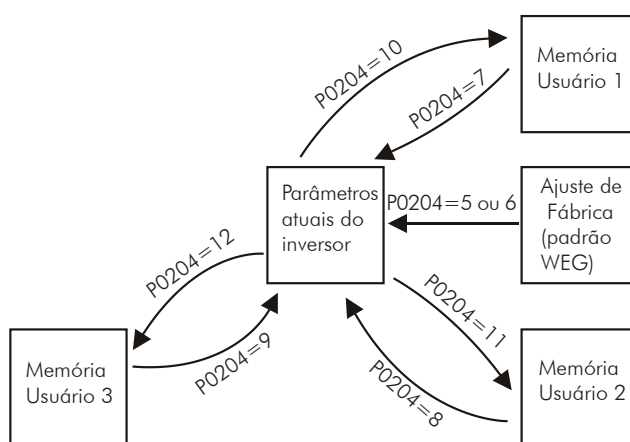 P0204=10
Memória
Usuário 1
P0204=7
Parâmetros
atuais do
inversor
P0204=5 ou 6
Ajuste de
Fábrica
(padrão
WEG)
P0204=12
P0204=9
Memória
Usuário 3
P0204=11
P0204=8
Memória
Usuário 2